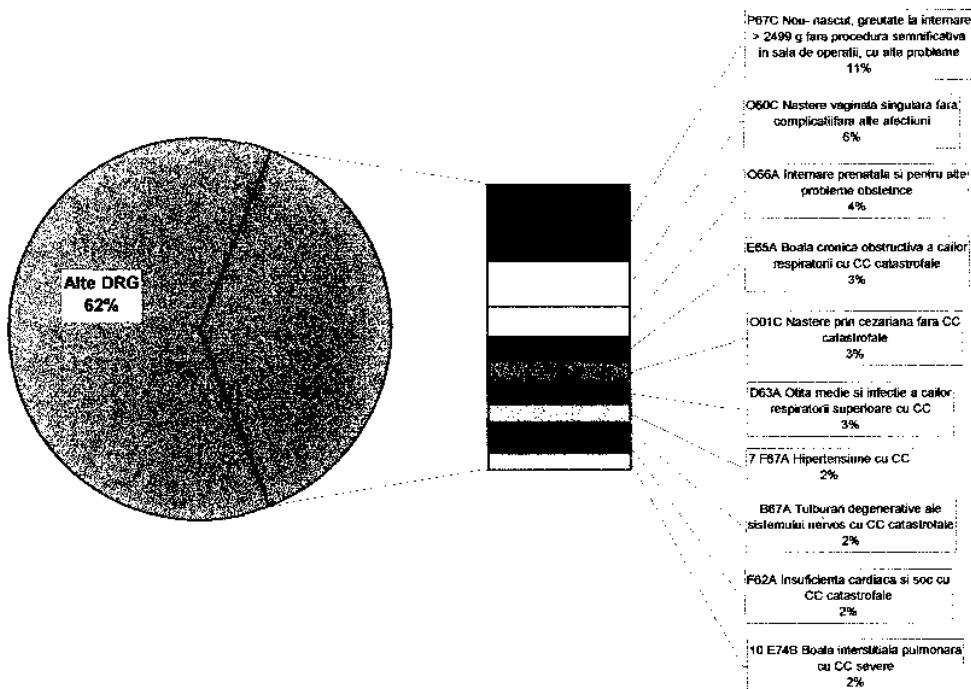 P67C Nou- nascut, greutate la internare
> 2499 g fara procedura semnificativa
in sala de operatii, cu alte probleme
11%
O60C Nastere vaginala singulara fara
complicatiifara alte afectiuni
6%
O66A Internare prenatala si pentru alte
probleme obstetrice
4%
E65A Boala cronica obstructiva a cailor
respiratorii cu CC catastrofale
3%
Alte DRG
62%
O01C Nastere prin cezariana fara CC
catastrofale
3%
D63A Otita medie si infectie a cailor
respiratorii superioare cu CC
3%
7 F67A Hipertensiune cu CC
2%
B67A Tulburari degenerative ale
sistemului nervos cu CC catastrofale
2%
F62A Insuficienta cardiaca si soc cu
CC catastrofale
2%
10 E74B Boala interstitiala pulmonara
cu CC severe
2%